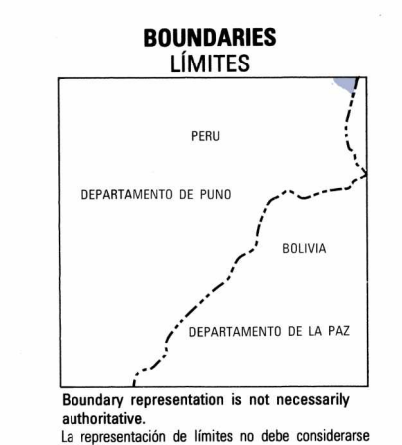 BOUNDARIES
LÍMITES
PERU
DEPARTAMENTO DE PUNO
BOLIVIA
DEPARTAMENTO DE LA PAZ
Boundary representation is not necessarily
authoritative.
La representación de límites no debe considerarse